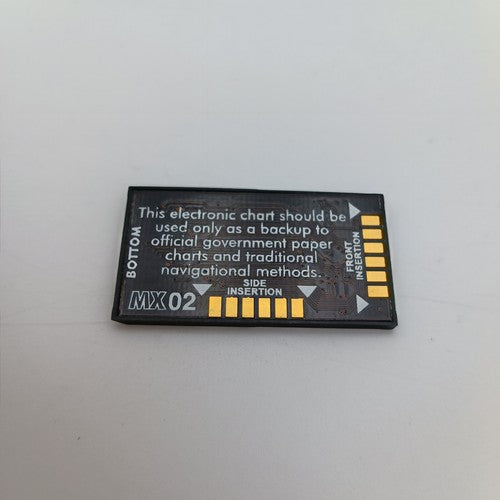 This electronic chart should be
used only as a backup to
official government paper
charts and traditional
navigational methods.
BOTTOM
FRONT
INSERTION
SIDE
INSERTION
MX02